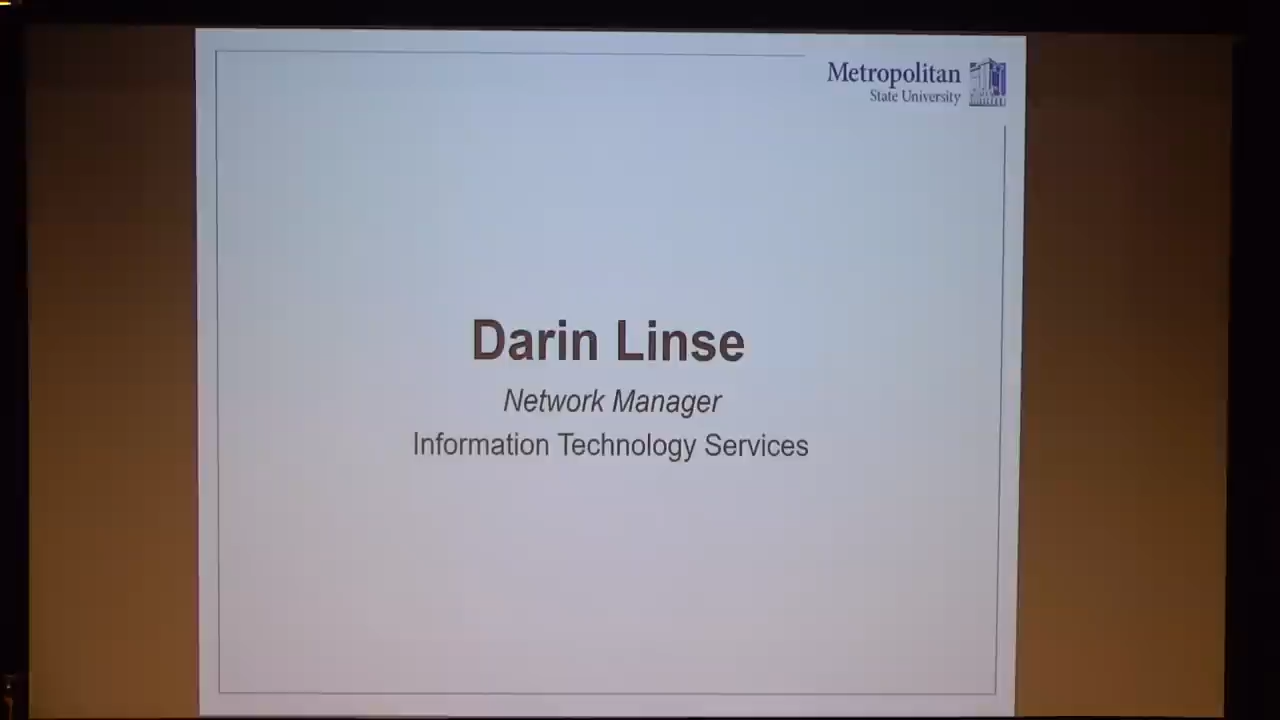 Metropolitan
State University
Darin Linse
Network Manager
Information Technology Services